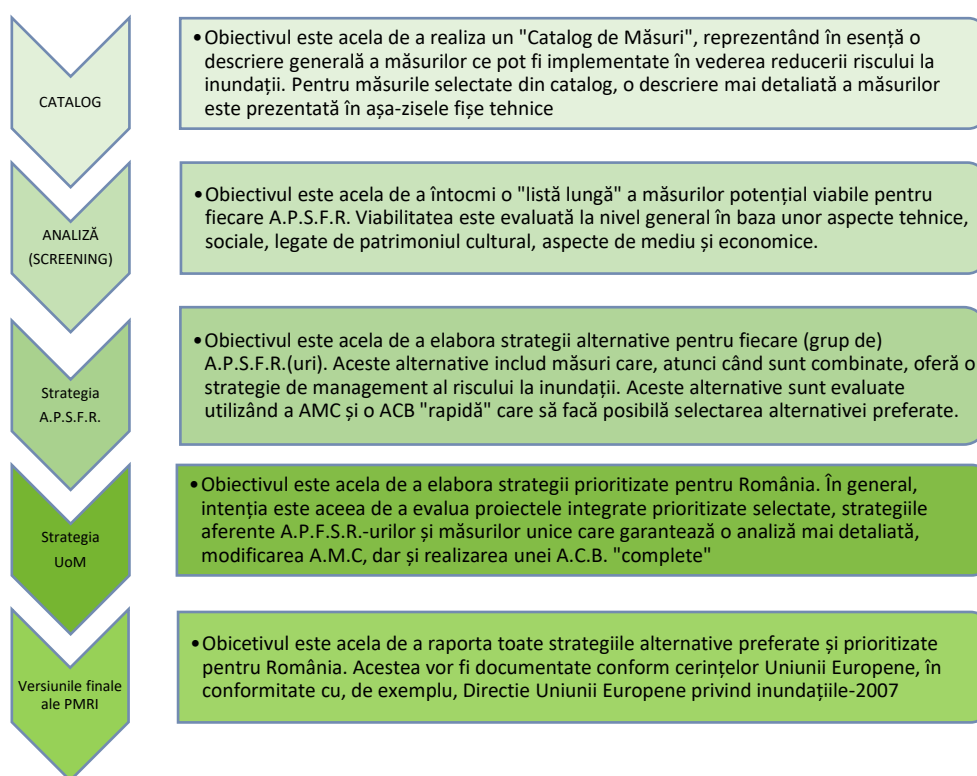 CATALOG
•Obiectivul este acela de a realiza un "Catalog de Măsuri", reprezentând în esență o
descriere generală a măsurilor ce pot fi implementate în vederea reducerii riscului la
inundații. Pentru măsurile selectate din catalog, o descriere mai detaliată a măsurilor
este prezentată în așa-zisele fișe tehnice
ANALIZĂ
(SCREENING)
•Obiectivul este acela de a întocmi o "listă lungă" a măsurilor potențial viabile pentru
fiecare A.P.S.F.R. Viabilitatea este evaluată la nivel general în baza unor aspecte tehnice,
sociale, legate de patrimoniul cultural, aspecte de mediu și economice.
Strategia
A.P.S.F.R.
•Obiectivul este acela de a elabora strategii alternative pentru fiecare (grup de)
A.P.S.F.R.(uri). Aceste alternative includ măsuri care, atunci când sunt combinate, oferă o
strategie de management al riscului la inundații. Aceste alternative sunt evaluate
utilizând a AMC și o ACB "rapidă" care să facă posibilă selectarea alternativei preferate.
Strategia
UoM
•Obiectivul este acela de a elabora strategii prioritizate pentru România. În general,
intenția este aceea de a evalua proiectele integrate prioritizate selectate, strategiile
aferente A.P.F.S.R.-urilor și măsurilor unice care garantează o analiză mai detaliată,
modificarea A.M.C, dar și realizarea unei A.C.B. "complete"
Versiunile finale
ale PMRI
•Obicetivul este acela de a raporta toate strategiile alternative preferate și prioritizate
pentru România. Acestea vor fi documentate conform cerințelor Uniunii Europene, în
conformitate cu, de exemplu, Directie Uniunii Europene privind inundațiile-2007